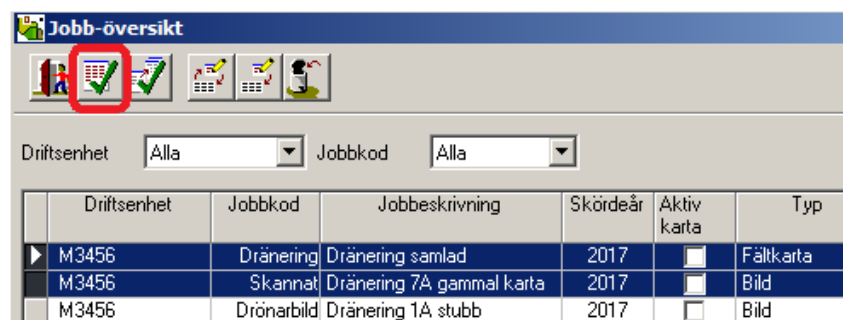 Jobb-översikt
Driftsenhet Alla Jobbkod Alla
Driftsenhet Jobbkod Jobbeskrivning Skördeår Aktiv karta Typ
M3456 Dränering Dränering samlad 2017 Fältkarta
M3456 Skannat Dränering 7A gammal karta 2017 Bild
M3456 Drönarbild Dränering 1A stubb 2017 Bild